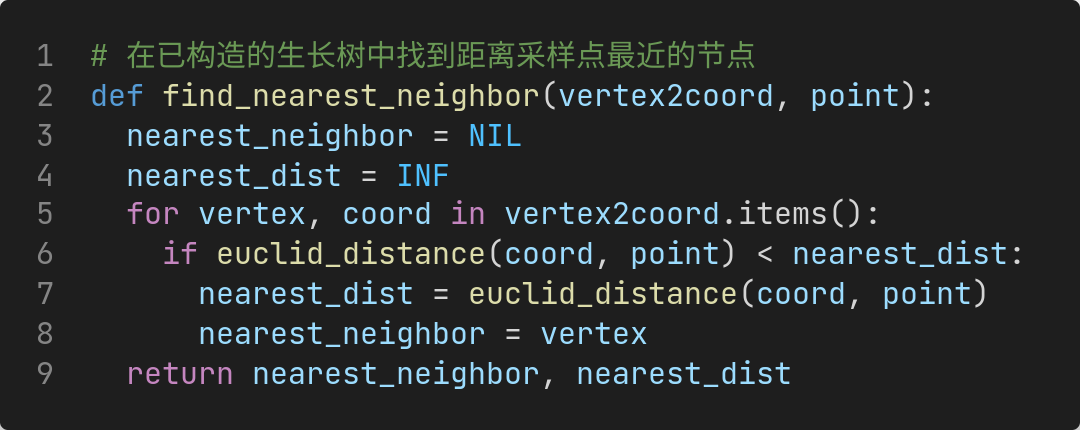 1 # 在已构造的生长树中找到距离采样点最近的节点
2 def find_nearest_neighbor(vertex2coord, point):
3   nearest_neighbor = NIL
4   nearest_dist = INF
5   for vertex, coord in vertex2coord.items():
6     if euclid_distance(coord, point) < nearest_dist:
7       nearest_dist = euclid_distance(coord, point)
8       nearest_neighbor = vertex
9   return nearest_neighbor, nearest_dist